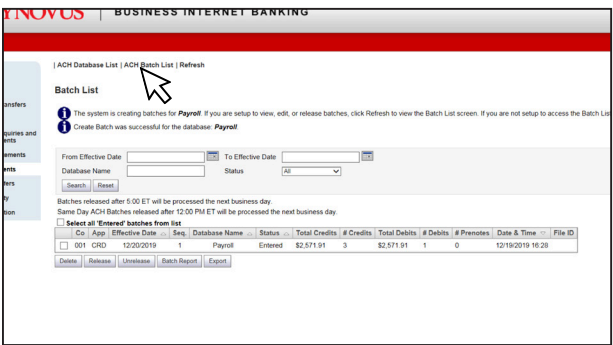 YNOVUS | BUSINESS INTERNET BANKING
| ACH Database List | ACH Batch List | Refresh
Batch List
ansfers
The system is creating batches for Payroll. If you are setup to view, edit, or release batches, click Refresh to view the Batch List screen. If you are not setup to access the Batch Lis
quiries and
ents
Create Batch was successful for the database: Payroll
ements
ents
fers
ty
tion
From Effective Date To Effective Date
Database Name Status All
Search Reset
Batches released after 5:00 ET will be processed the next business day.
Same Day ACH Batches released after 12:00 PM ET will be processed the next business day.
Select all 'Entered' batches from list
Co App Effective Date Seq. Database Name Status Total Credits # Credits Total Debits # Debits # Prenotes Date & Time File ID
001 CRD 12/20/2019 1 Payroll Entered $2,571.91 3 $2,571.91 1 0 12/19/2019 16:28
Delete Release Unrelease Batch Report Export